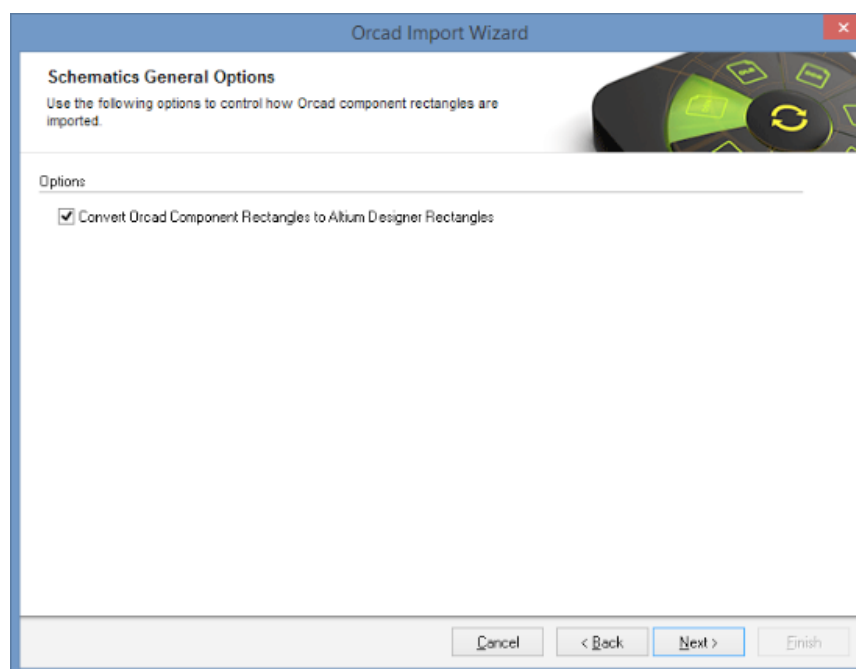 Orcad Import Wizard
Schematics General Options
Use the following options to control how Orcad component rectangles are
imported.
Options
Convert Orcad Component Rectangles to Altium Designer Rectangles
Cancel
< Back
Next >
Finish